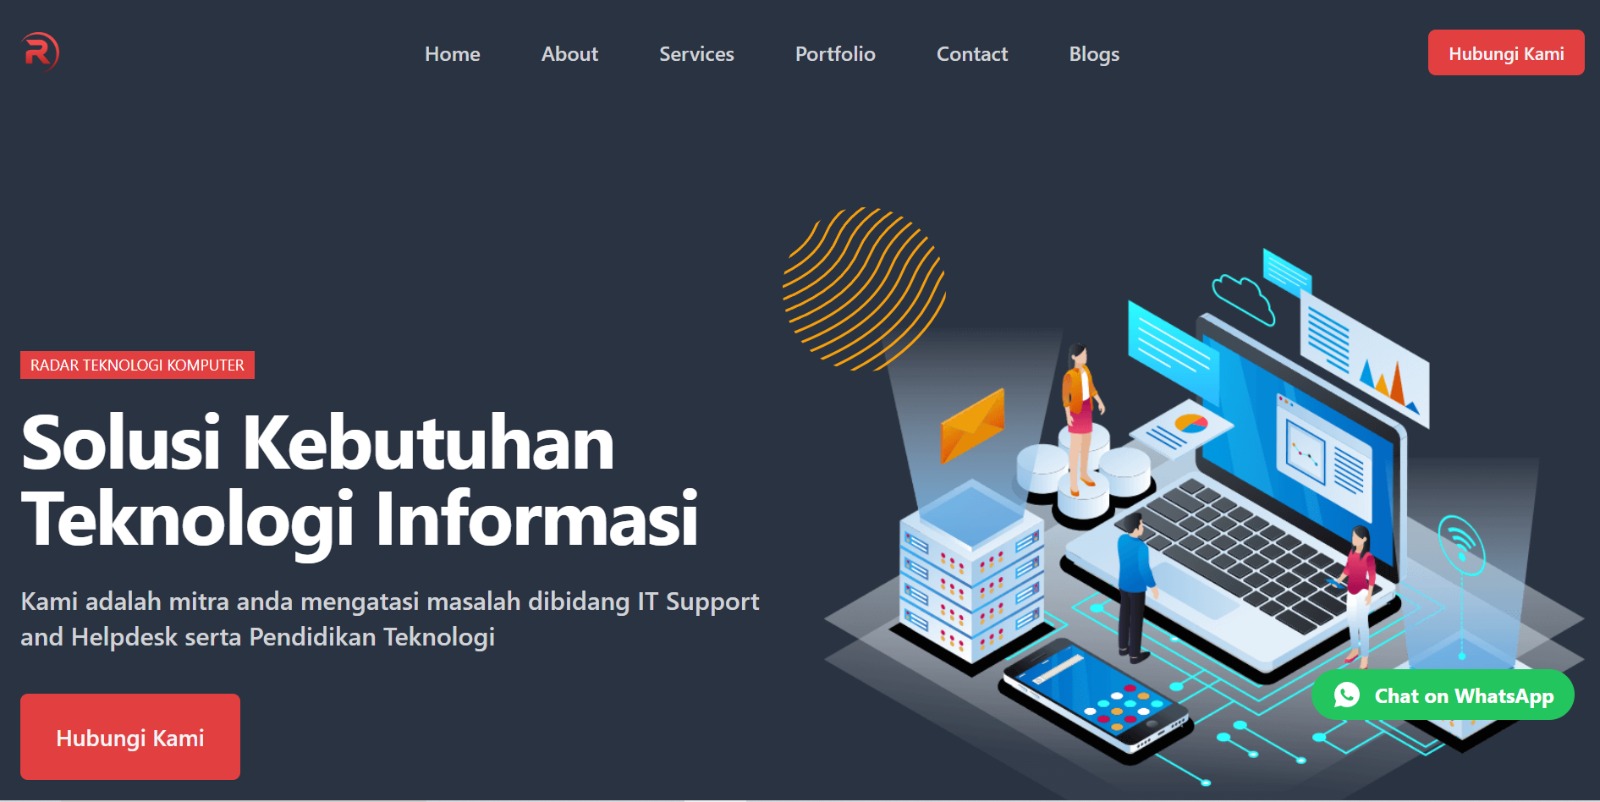 R
Home
About
Services
Portfolio
Contact
Blogs
Hubungi Kami
RADAR TEKNOLOGI KOMPUTER
Solusi Kebutuhan
Teknologi Informasi
Kami adalah mitra anda mengatasi masalah dibidang IT Support
and Helpdesk serta Pendidikan Teknologi
Hubungi Kami
Chat on WhatsApp